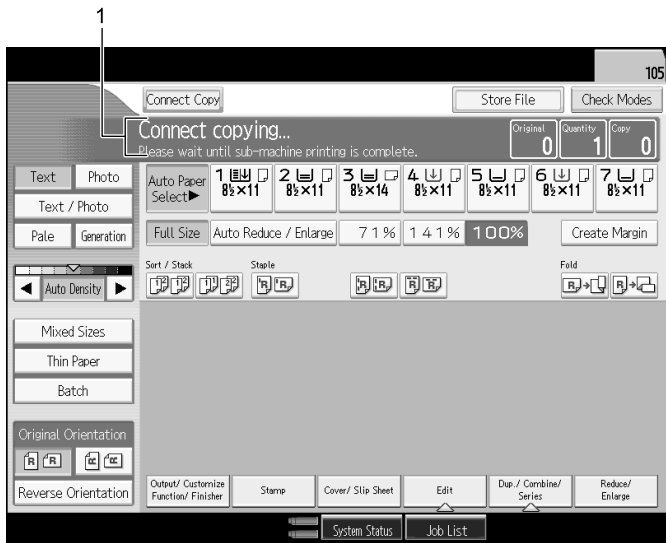 1
105
Connect Copy
Store File
Check Modes
Connect copying...
Please wait until sub-machine printing is complete.
Original
0
Quantity
1
Copy
0
Text
Photo
Text / Photo
Pale
Generation
Auto Density
Auto Paper
Select▶
1
8½×11
2
8½×11
3
8½×14
4
8½×11
5
8½×11
6
8½×11
7
8½×11
Full Size
Auto Reduce / Enlarge
71%
141%
100%
Create Margin
Sort / Stack
Staple
Fold
Mixed Sizes
Thin Paper
Batch
Original Orientation
Reverse Orientation
Output/ Customize
Function/ Finisher
Stamp
Cover/ Slip Sheet
Edit
Dup./ Combine/
Series
Reduce/
Enlarge
System Status
Job List